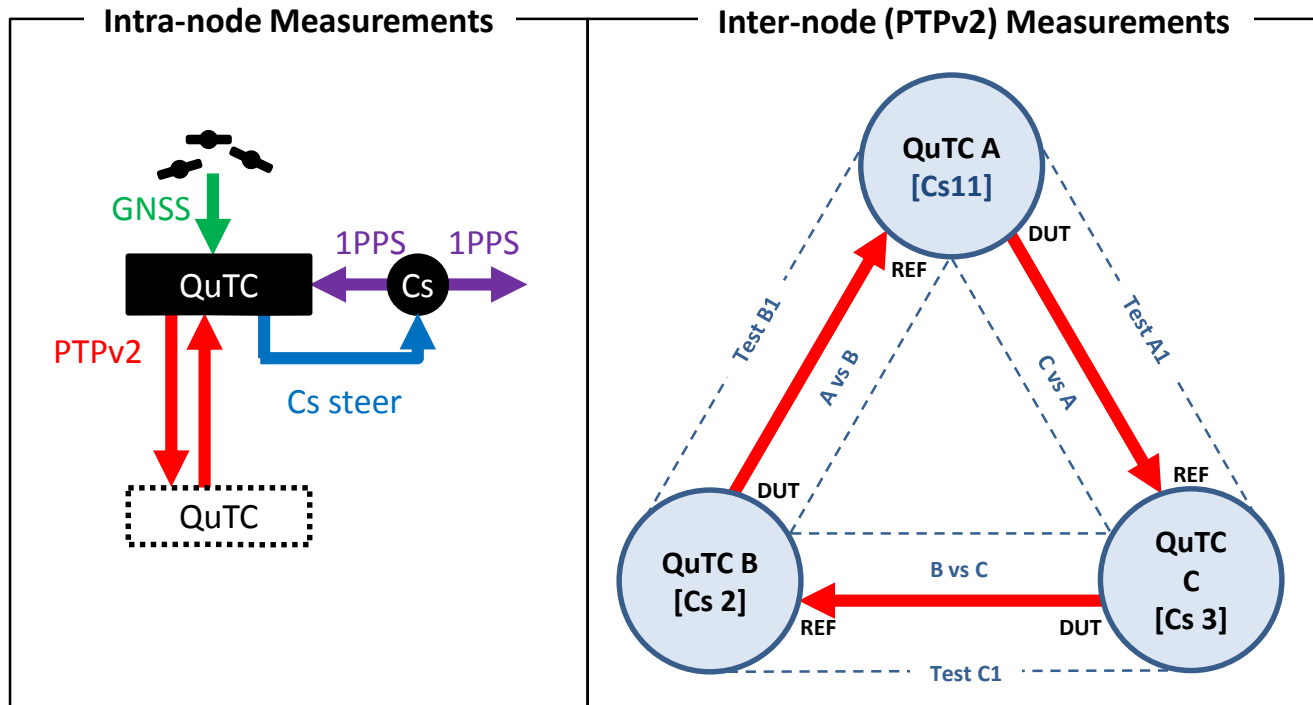 Intra-node Measurements
GNSS
1PPS
1PPS
QuTC
Cs
PTPv2
Cs steer
QuTC
Inter-node (PTPv2) Measurements
QuTC A
[Cs11]
DUT
REF
Test B1
A vs B
C vs A
Test A1
REF
DUT
QuTC B
[Cs 2]
B vs C
QuTC
C
[Cs 3]
REF
DUT
Test C1